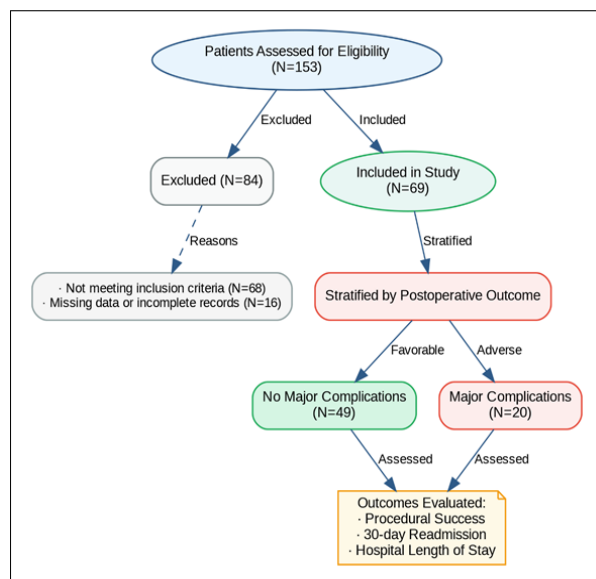 Patients Assessed for Eligibility
(N=153)
Excluded
Included
Excluded (N=84)
Included in Study
(N=69)
Reasons
Stratified
· Not meeting inclusion criteria (N=68)
· Missing data or incomplete records (N=16)
Stratified by Postoperative Outcome
Favorable
Adverse
No Major Complications
(N=49)
Major Complications
(N=20)
Assessed
Assessed
Outcomes Evaluated:
· Procedural Success
· 30-day Readmission
· Hospital Length of Stay